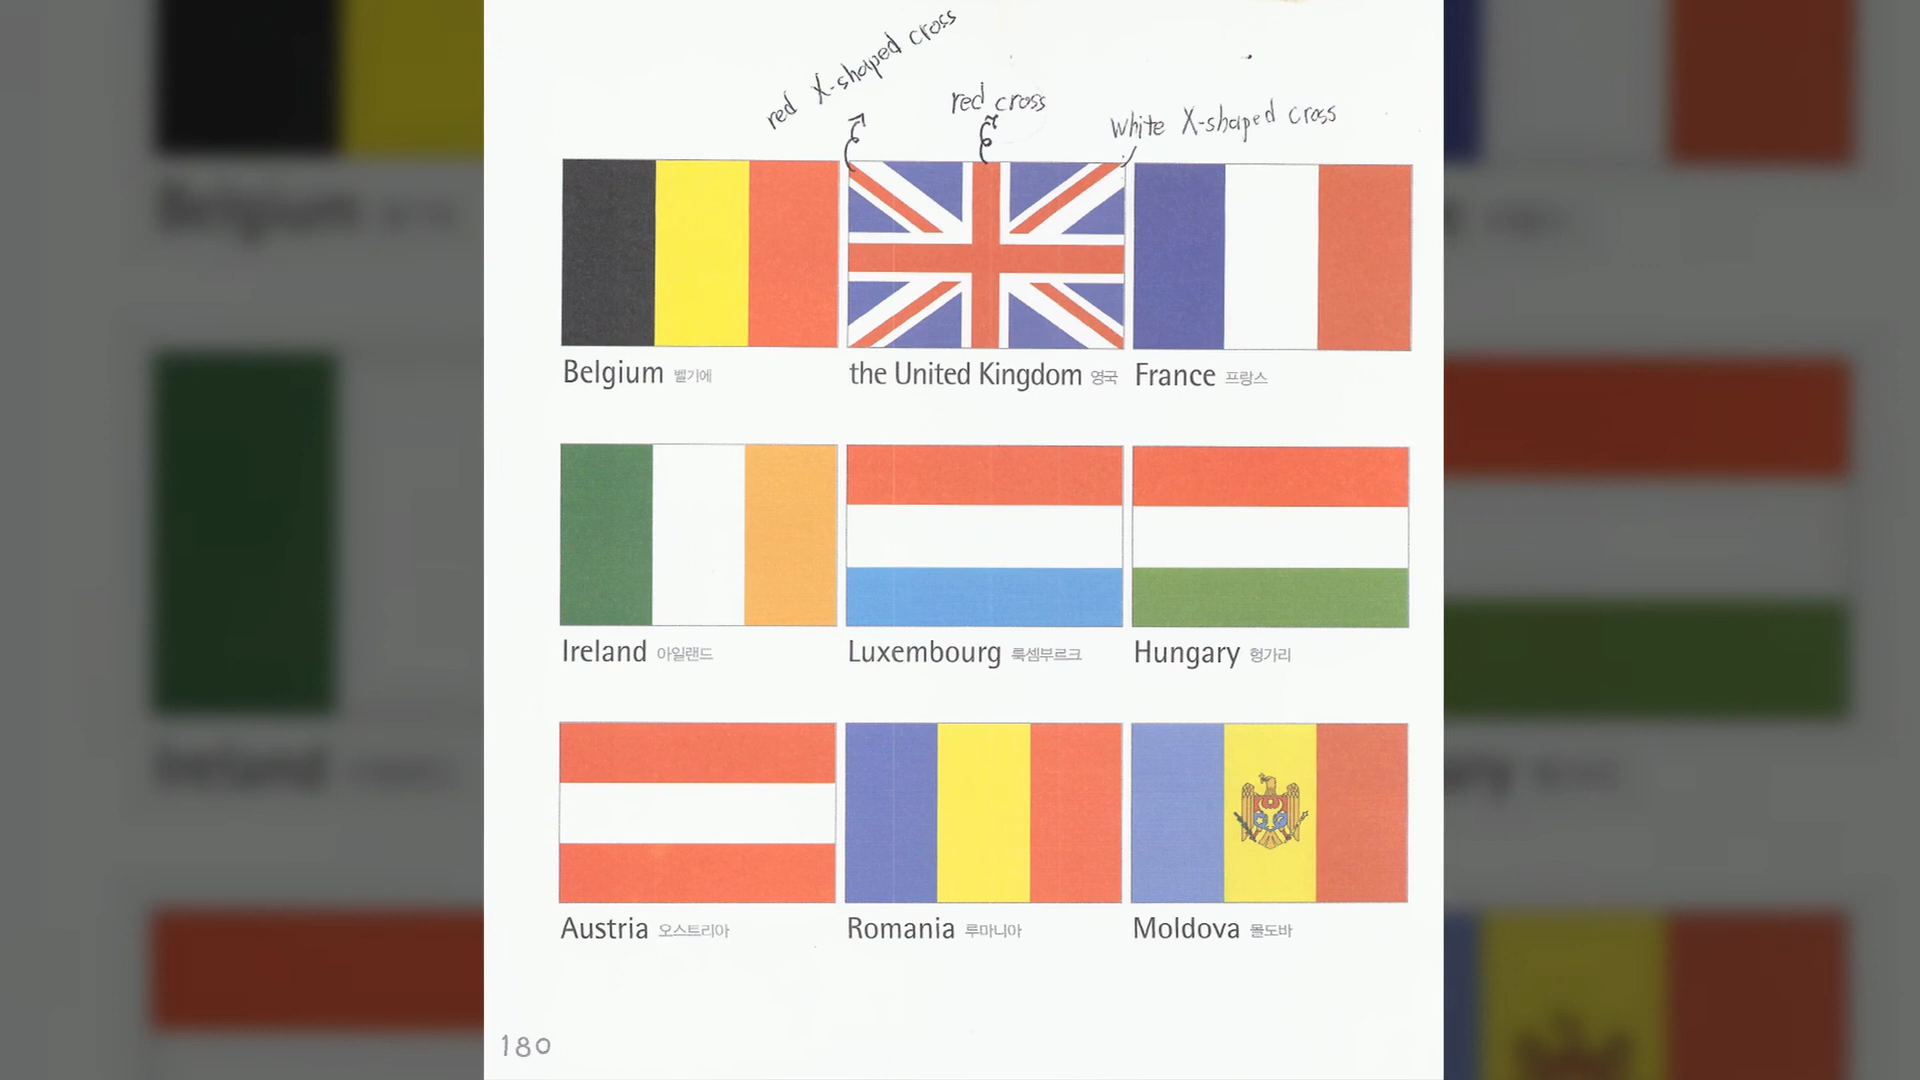 red X-shaped cross
red cross
white X-shaped cross
Belgium 벨기에
the United Kingdom 영국
France 프랑스
Ireland 아일랜드
Luxembourg 룩셈부르크
Hungary 헝가리
Austria 오스트리아
Romania 루마니아
Moldova 몰도바
180